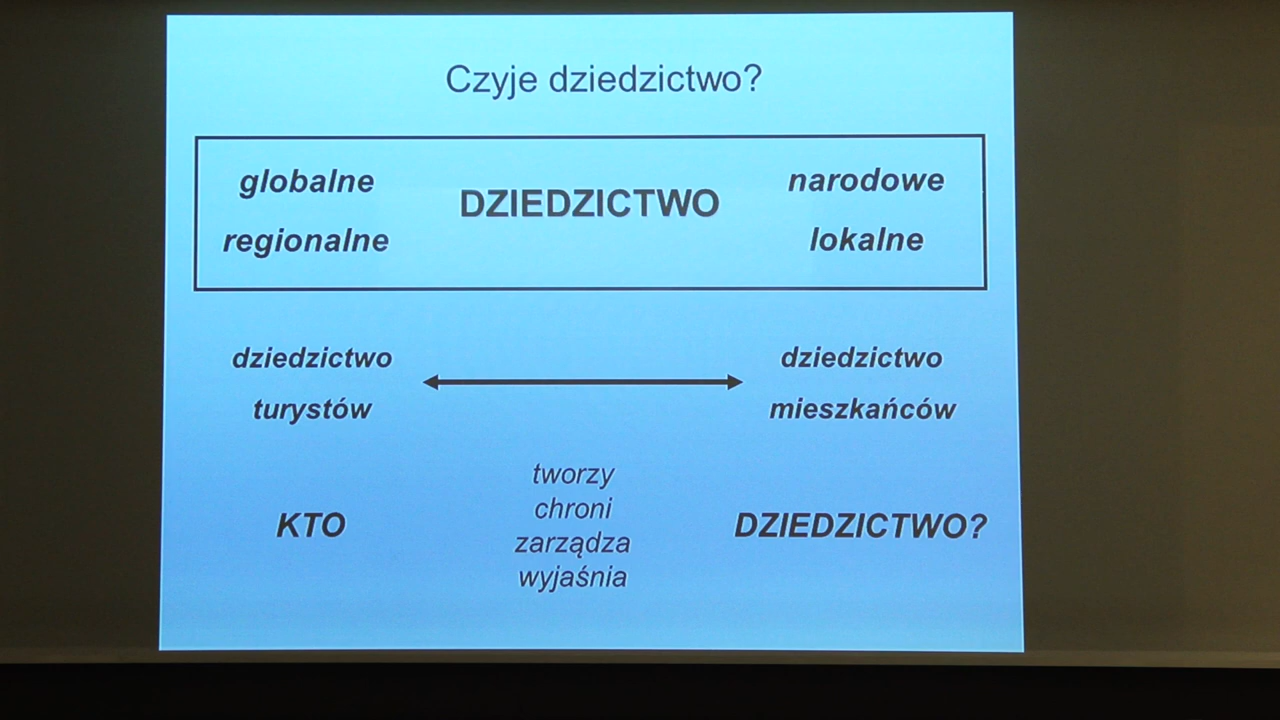 Czyje dziedzictwo?
globalne
DZIEDZICTWO
narodowe
regionalne
lokalne
dziedzictwo
turystów
dziedzictwo
mieszkańców
KTO
tworzy
chroni
zarządza
wyjaśnia
DZIEDZICTWO?